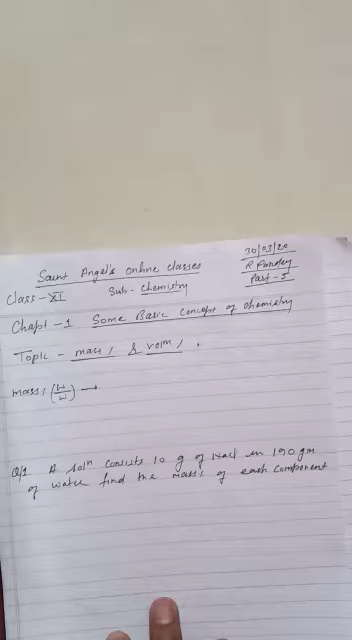 30/03/20
R Pandey
Part-5
Saint Angel's online classes
Class-XI Sub- Chemistry
Chapt-1 Some Basic Concept of Chemistry
Topic - mass % & volm %.
mass % (W/W) →
Q/1 A soln consists 10 g of Nacl in 190 gm
of water find the mass % of each component